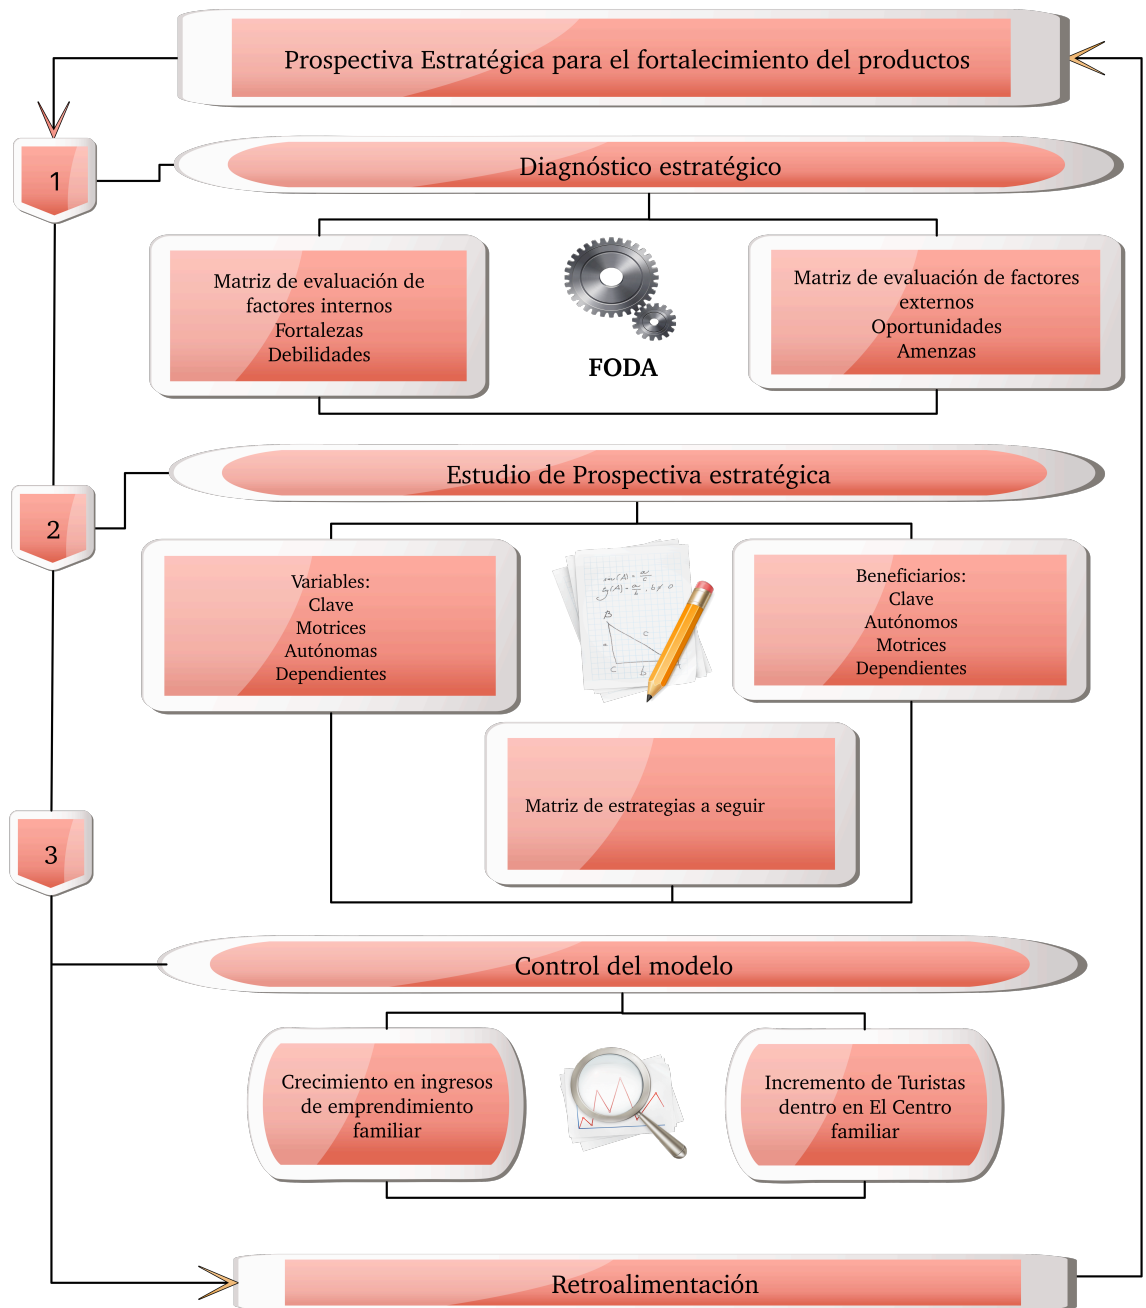 Prospectiva Estratégica para el fortalecimiento del productos
1
Diagnóstico estratégico
Matriz de evaluación de
factores internos
Fortalezas
Debilidades
FODA
Matriz de evaluación de factores
externos
Oportunidades
Amenzas
2
Estudio de Prospectiva estratégica
Variables:
Clave
Motrices
Autónomas
Dependientes
Beneficiarios:
Clave
Autónomos
Motrices
Dependientes
Matriz de estrategias a seguir
3
Control del modelo
Crecimiento en ingresos
de emprendimiento
familiar
Incremento de Turistas
dentro en El Centro
familiar
Retroalimentación